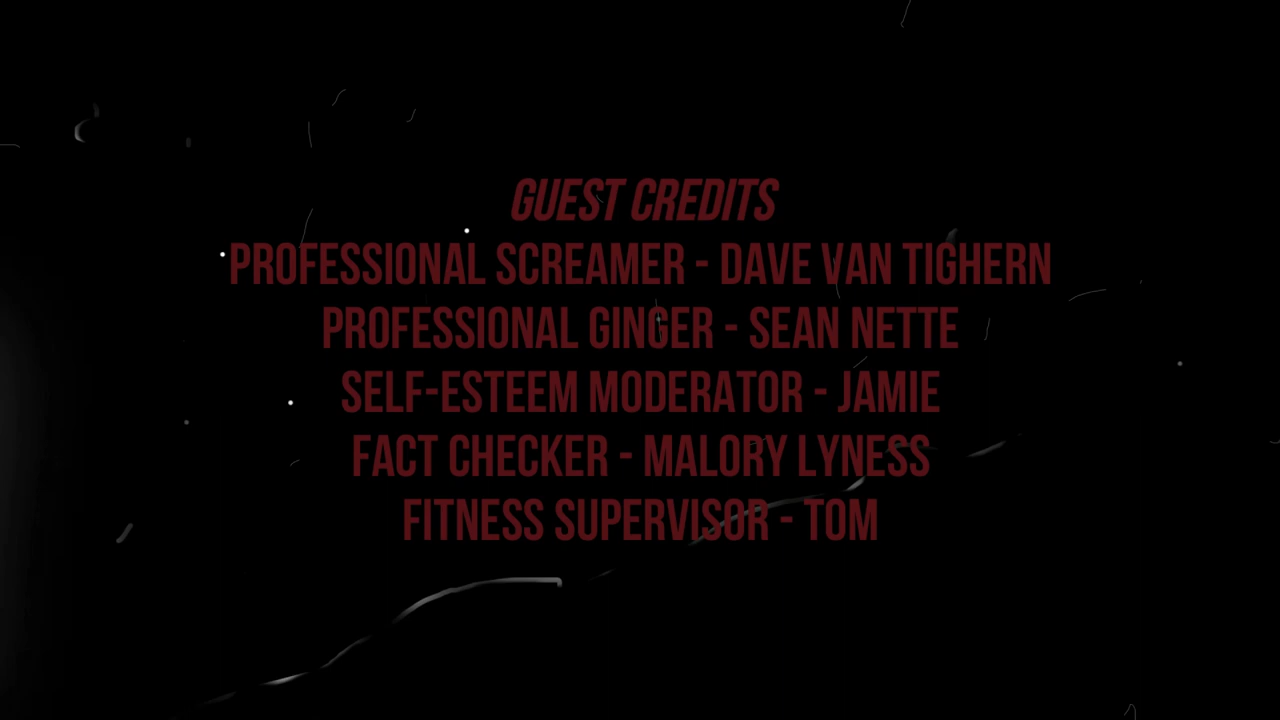 GUEST CREDITS
PROFESSIONAL SCREAMER - DAVE VAN TIGHERN
PROFESSIONAL GINGER - SEAN NETTE
SELF-ESTEEM MODERATOR - JAMIE
FACT CHECKER - MALORY LYNESS
FITNESS SUPERVISOR - TOM